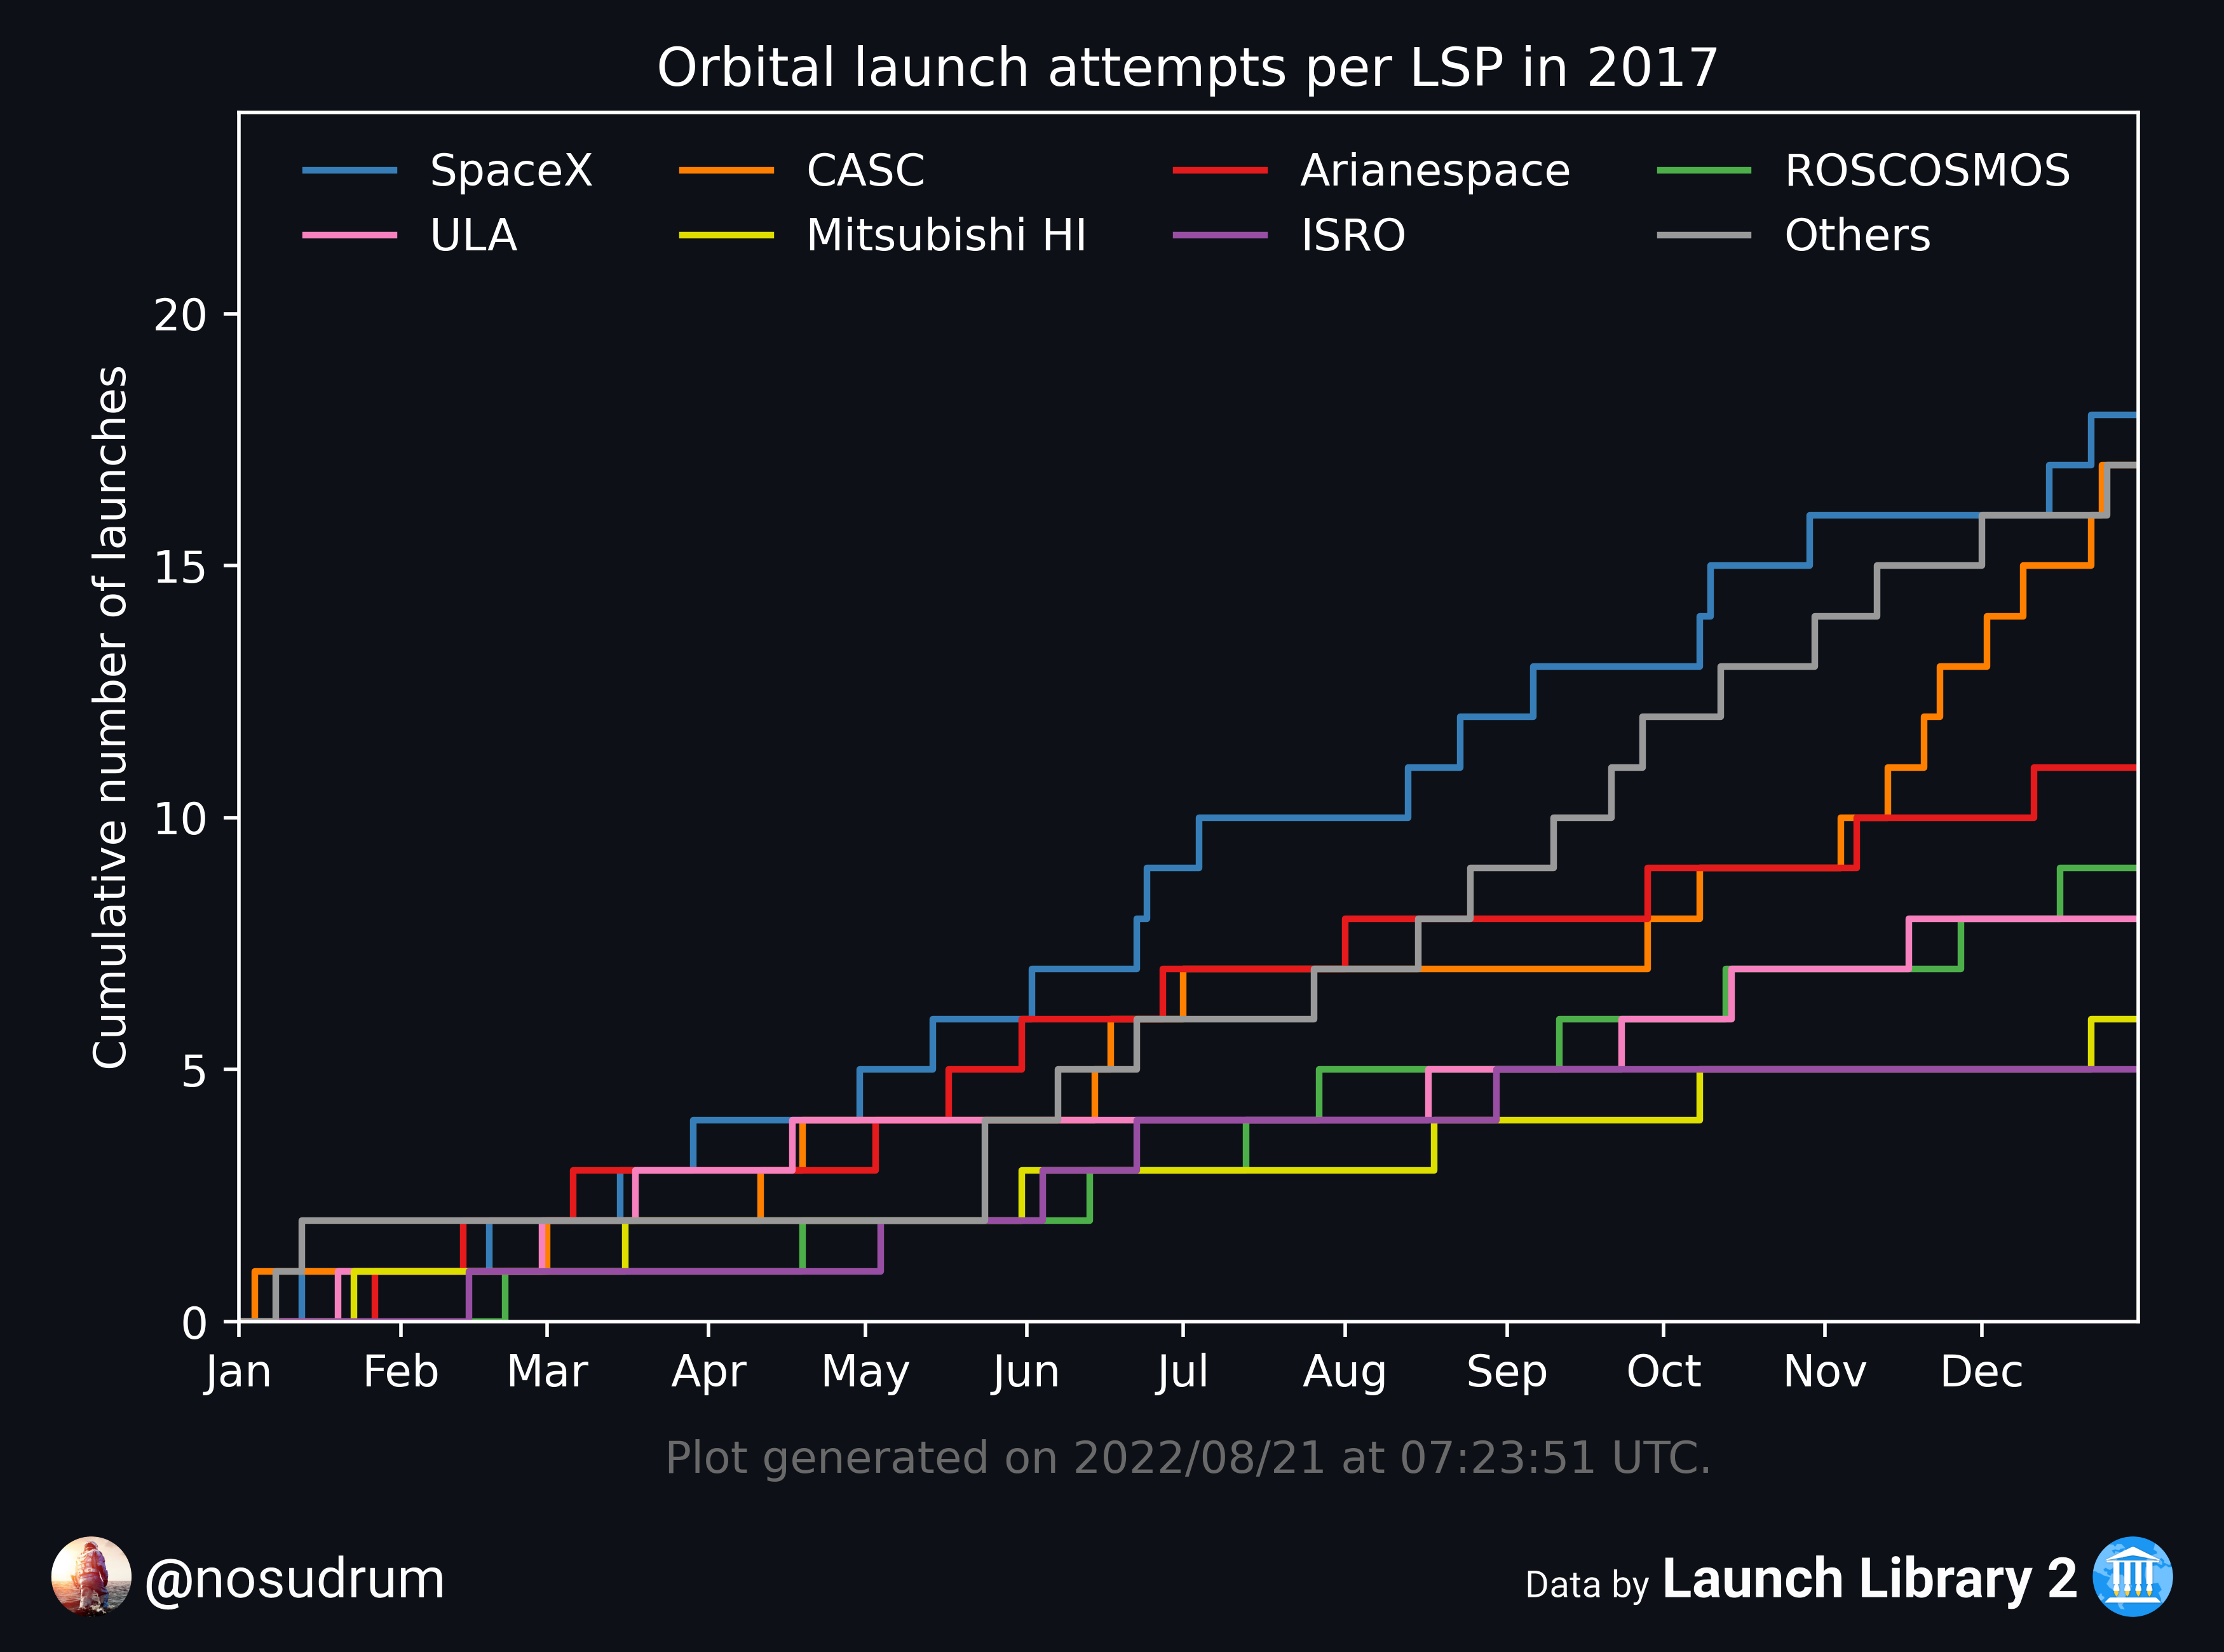 Orbital launch attempts per LSP in 2017
SpaceX CASC Arianespace ROSCOSMOS
ULA Mitsubishi HI ISRO Others
Cumulative number of launches
20
15
10
5
0
Jan Feb Mar Apr May Jun Jul Aug Sep Oct Nov Dec
Plot generated on 2022/08/21 at 07:23:51 UTC.
@nosudrum
Data by Launch Library 2